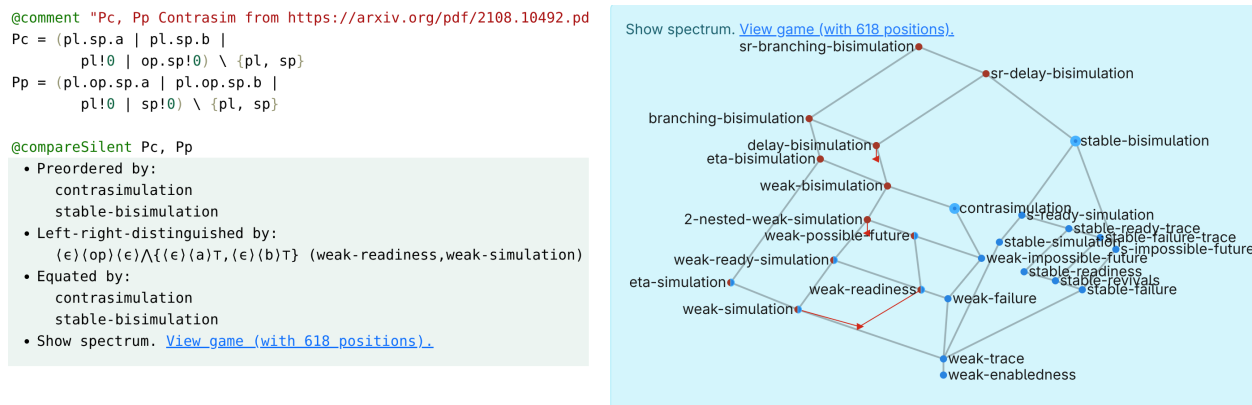 @comment "Pc, Pp Contrasim from https://arxiv.org/pdf/2108.10492.pd
Pc = (pl.sp.a | pl.sp.b |
pl!0 | op.sp!0) \ {pl, sp}
Pp = (pl.op.sp.a | pl.op.sp.b |
pl!0 | sp!0) \ {pl, sp}
@compareSilent Pc, Pp
• Preordered by:
contrasimulation
stable-bisimulation
• Left-right-distinguished by:
⟨ϵ⟩⟨op⟩⟨ϵ⟩⋀{⟨ϵ⟩⟨a⟩⊤,⟨ϵ⟩⟨b⟩⊤} (weak-readiness,weak-simulation)
• Equated by:
contrasimulation
stable-bisimulation
• Show spectrum. View game (with 618 positions).
Show spectrum. View game (with 618 positions).
sr-branching-bisimulation
sr-delay-bisimulation
branching-bisimulation
stable-bisimulation
delay-bisimulation
eta-bisimulation
weak-bisimulation
contrasimulation
s-ready-simulation
2-nested-weak-simulation
stable-ready-trace
weak-possible-future
stable-failure-trace
stable-simulation
s-impossible-future
weak-ready-simulation
weak-impossible-future
stable-readiness
stable-revivals
eta-simulation
weak-readiness
stable-failure
weak-failure
weak-simulation
weak-trace
weak-enabledness